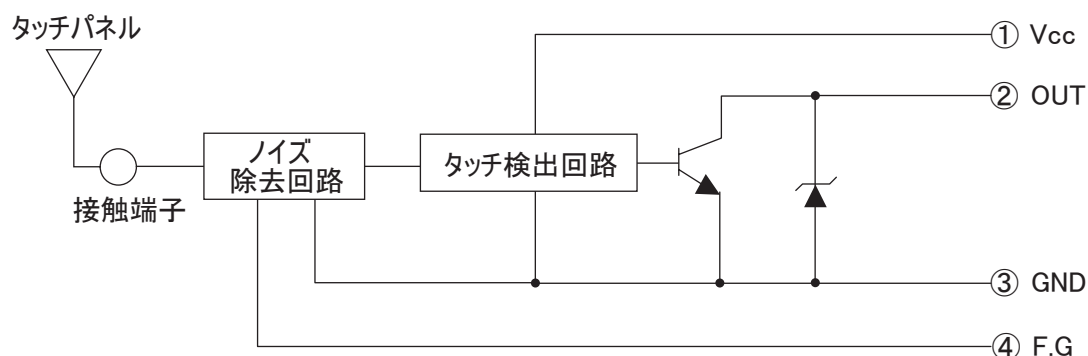 タッチパネル
① Vcc
② OUT
ノイズ
除去回路
タッチ検出回路
接触端子
③ GND
④ F.G